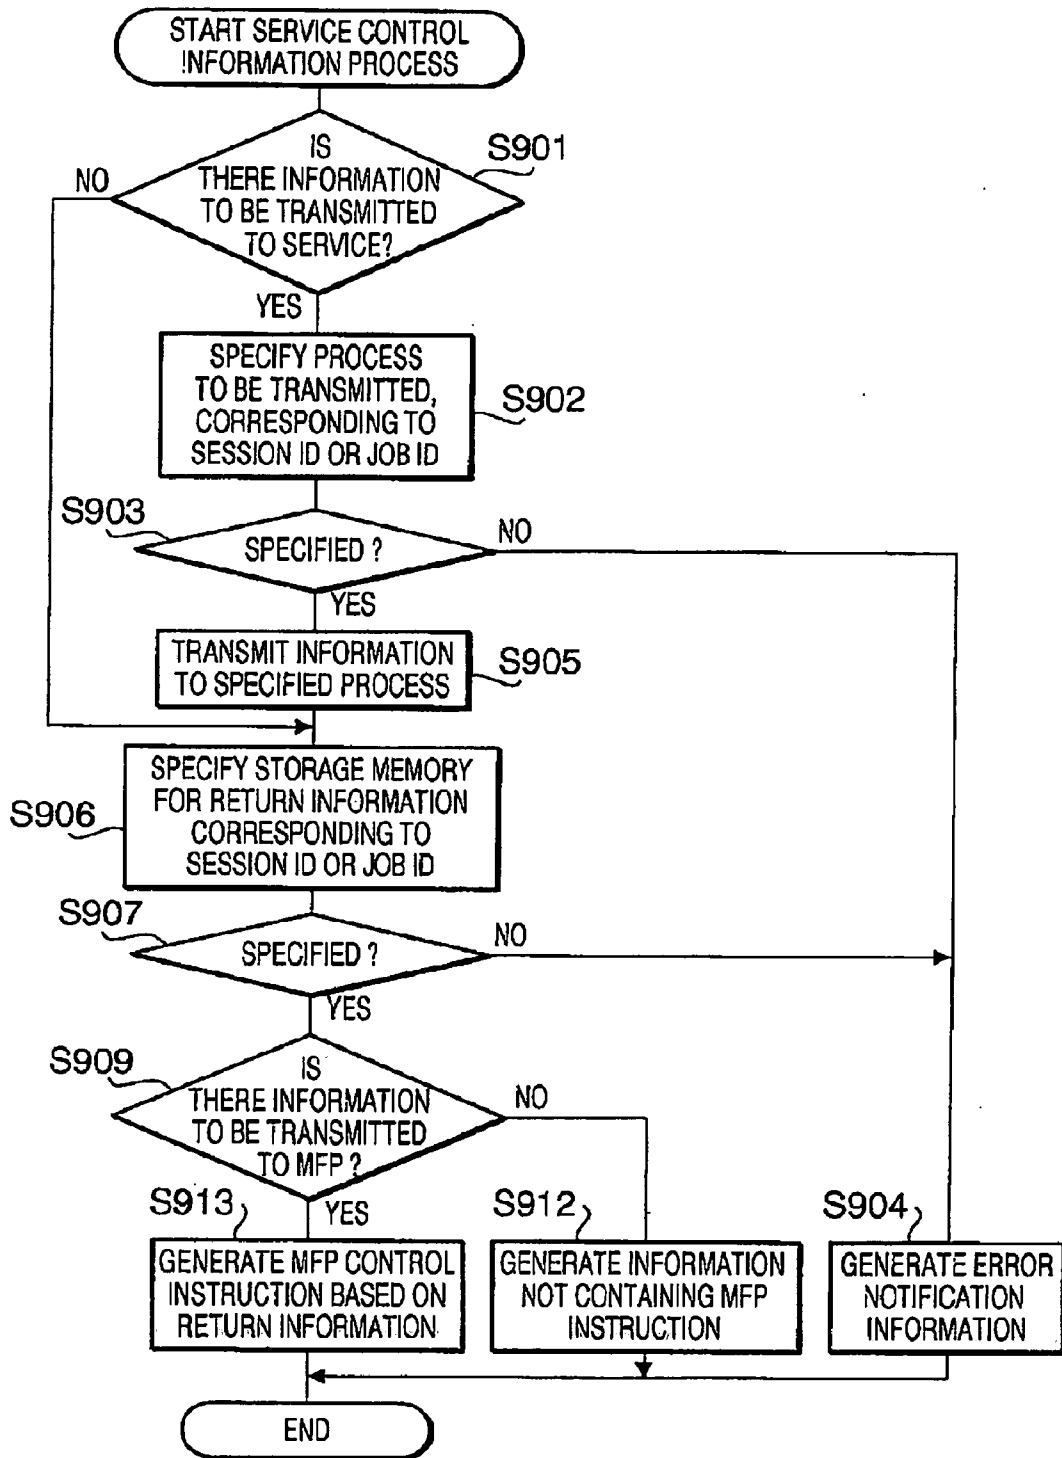 START SERVICE CONTROL
INFORMATION PROCESS
IS
THERE INFORMATION
TO BE TRANSMITTED
TO SERVICE?
S901
NO
YES
SPECIFY PROCESS
TO BE TRANSMITTED,
CORRESPONDING TO
SESSION ID OR JOB ID
S902
S903
SPECIFIED ?
NO
YES
TRANSMIT INFORMATION
TO SPECIFIED PROCESS
S905
SPECIFY STORAGE MEMORY
FOR RETURN INFORMATION
CORRESPONDING TO
SESSION ID OR JOB ID
S906
S907
SPECIFIED ?
NO
YES
S909
IS
THERE INFORMATION
TO BE TRANSMITTED
TO MFP ?
NO
YES
S913
GENERATE MFP CONTROL
INSTRUCTION BASED ON
RETURN INFORMATION
S912
GENERATE INFORMATION
NOT CONTAINING MFP
INSTRUCTION
S904
GENERATE ERROR
NOTIFICATION
INFORMATION
END